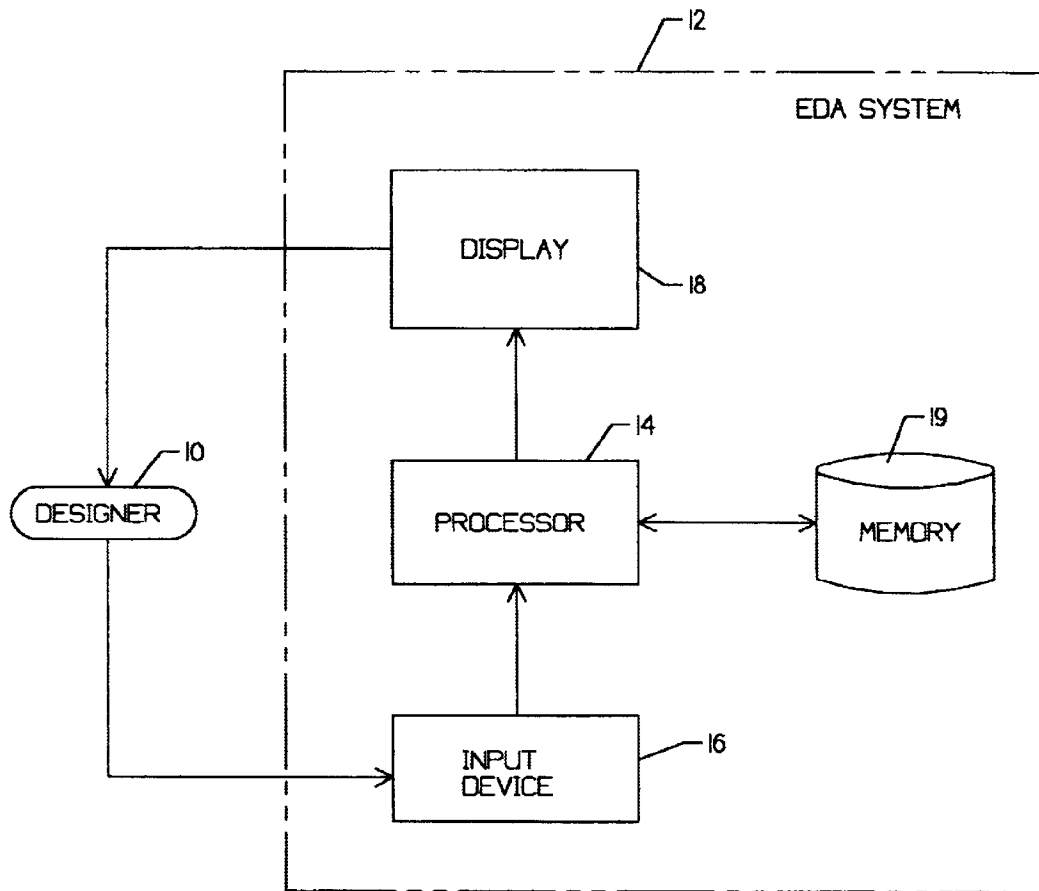 12
EDA SYSTEM
DISPLAY
18
14
19
10
DESIGNER
PROCESSOR
MEMORY
16
INPUT
DEVICE